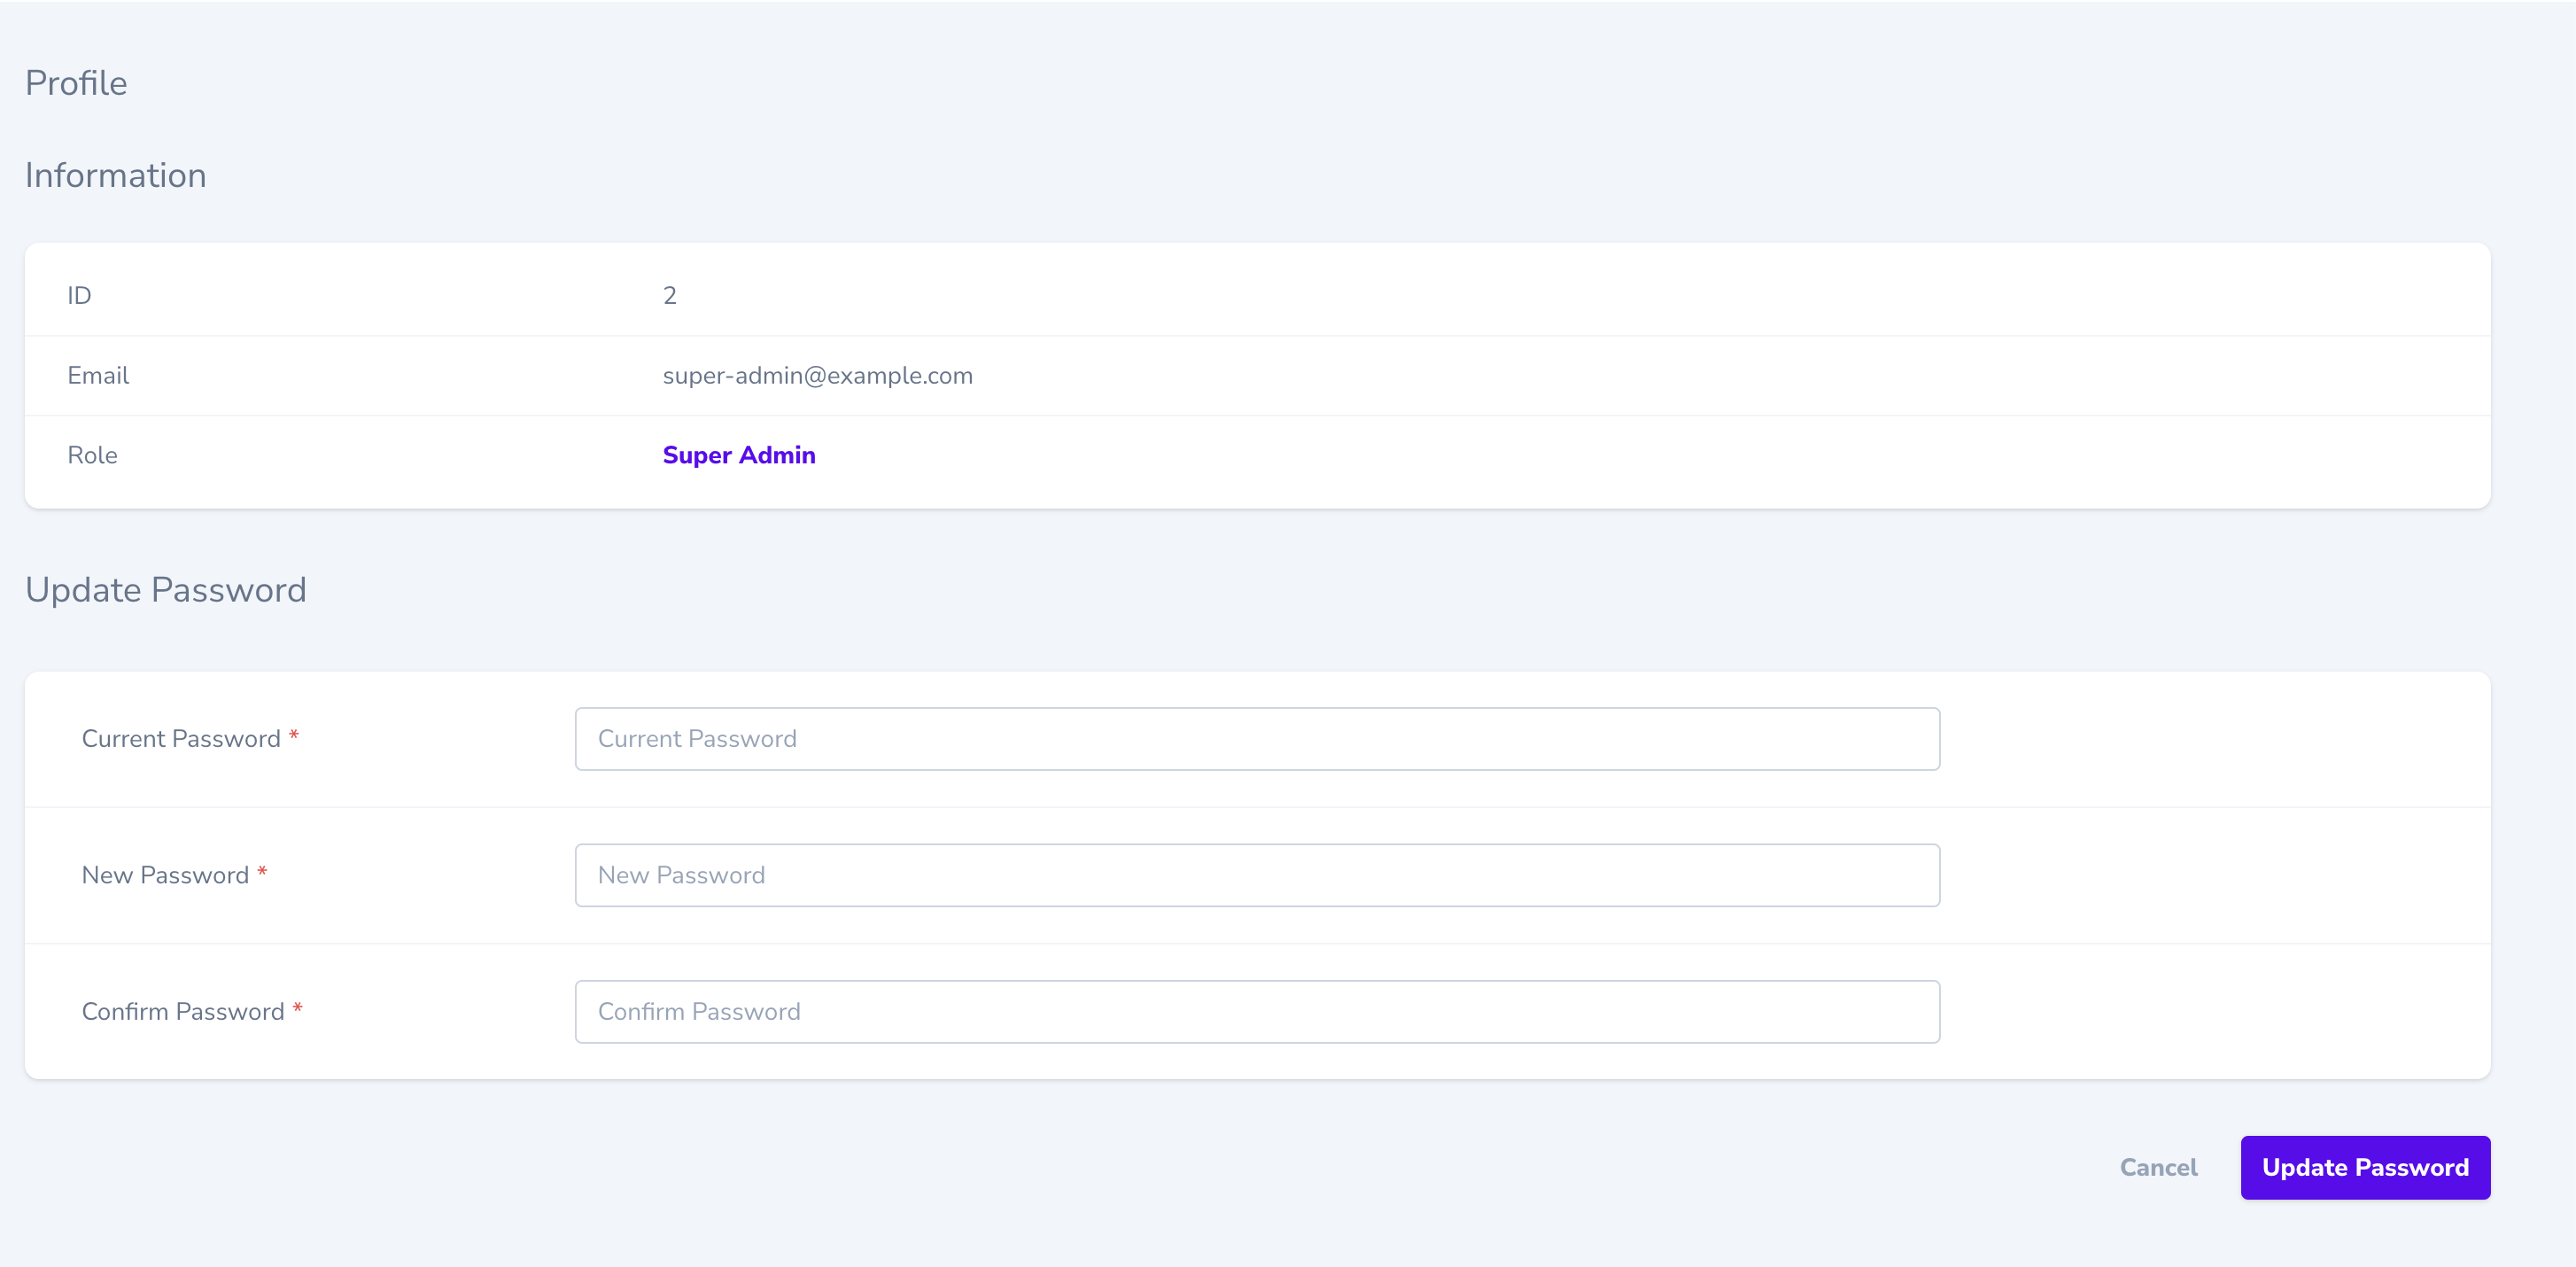 Profile
Information
ID 2
Email super-admin@example.com
Role Super Admin
Update Password
Current Password * Current Password
New Password * New Password
Confirm Password * Confirm Password
Cancel Update Password